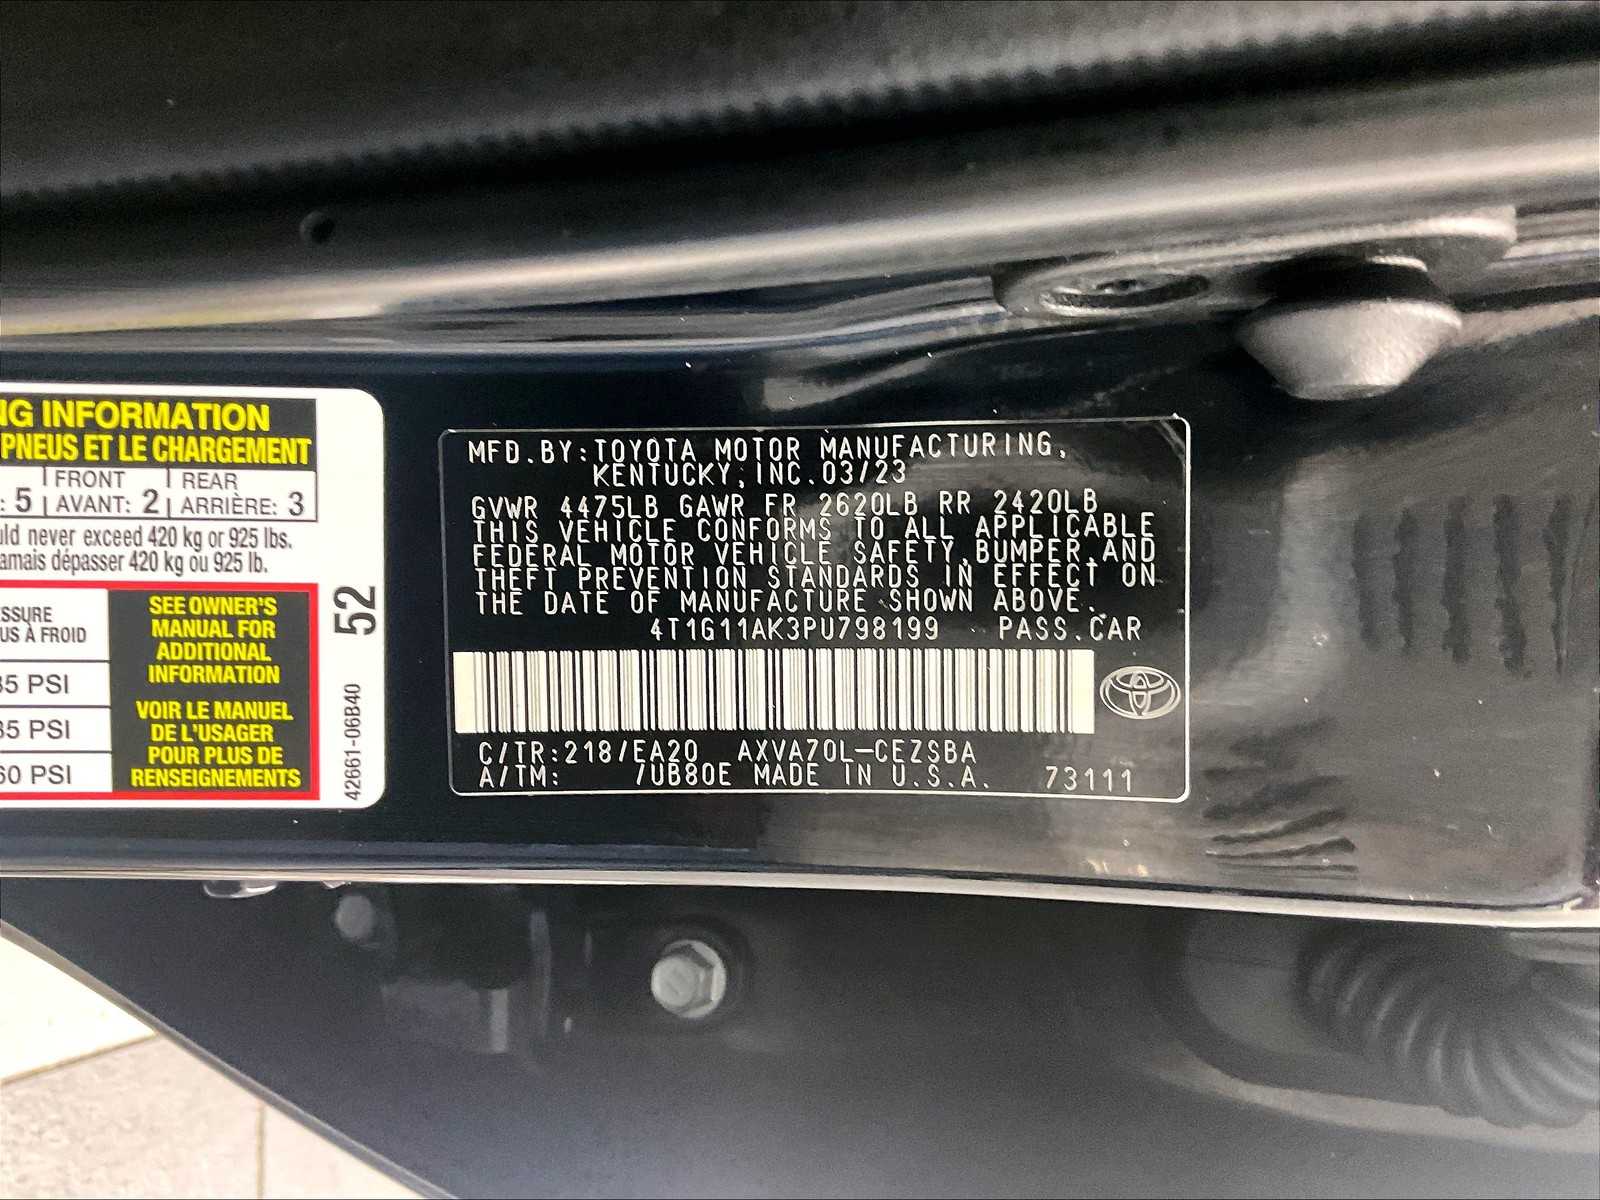 NG INFORMATION
PNEUS ET LE CHARGEMENT
: 5 FRONT AVANT: 2 REAR ARRIÈRE: 3
never exceed 420 kg or 925 lbs.
dépasser 420 kg ou 925 lb.
À FROID
35 PSI
35 PSI
60 PSI
SEE OWNER'S
MANUAL FOR
ADDITIONAL
INFORMATION
VOIR LE MANUEL
DE L'USAGER
POUR PLUS DE
RENSEIGNEMENTS
52
42661-06B40
MFD.BY:TOYOTA MOTOR MANUFACTURING,
KENTUCKY,INC.03/23
GVWR 4475LB GAWR FR 2620LB RR 2420LB
THIS VEHICLE CONFORMS TO ALL APPLICABLE
FEDERAL MOTOR VEHICLE SAFETY,BUMPER,AND
THEFT PREVENTION STANDARDS IN EFFECT ON
THE DATE OF MANUFACTURE SHOWN ABOVE.
4T1G11AK3PU798199 PASS.CAR
C/TR:218/EA20 AXVA70L-CEZSBA
A/TM: /UB80E MADE IN U.S.A. 73111